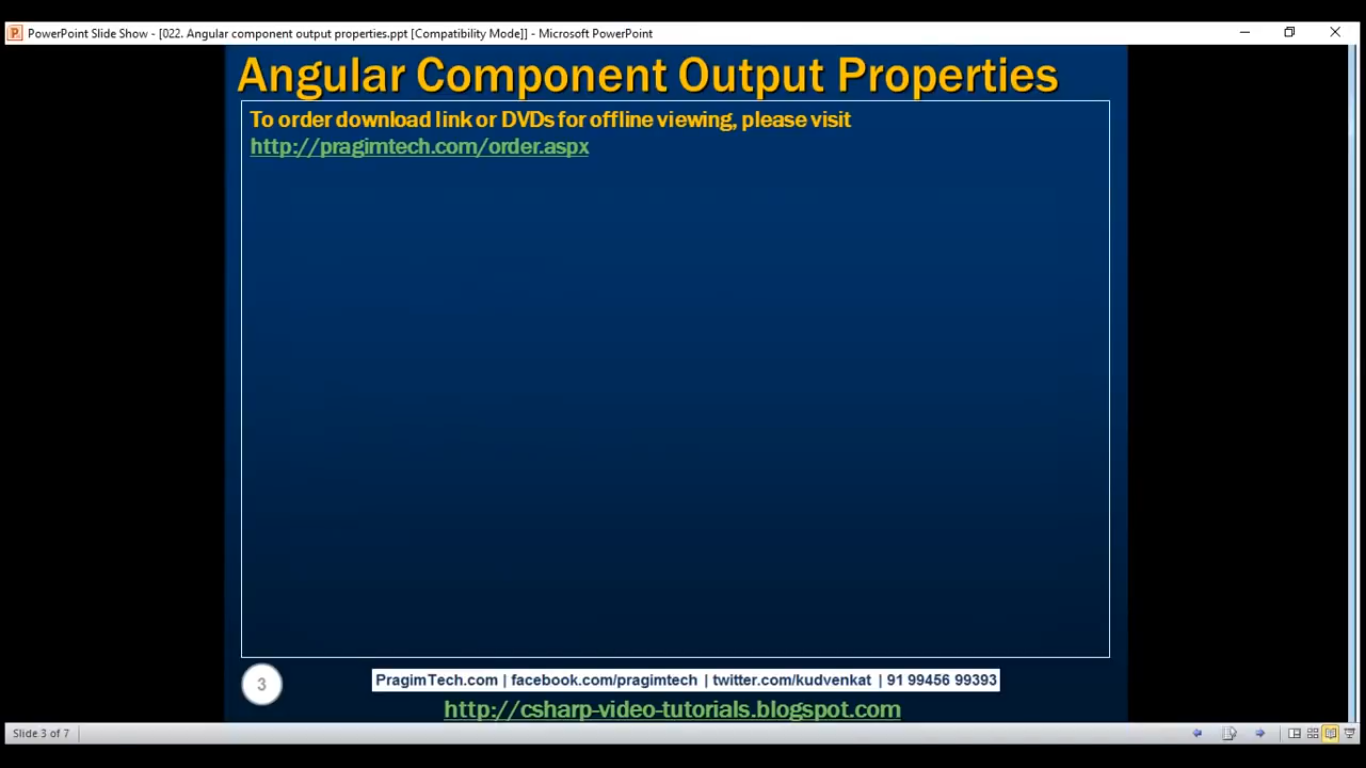 PowerPoint Slide Show - [022. Angular component output properties.ppt [Compatibility Mode]] - Microsoft PowerPoint
Angular Component Output Properties
To order download link or DVDs for offline viewing, please visit
http://pragimtech.com/order.aspx
3
PragimTech.com | facebook.com/pragimtech | twitter.com/kudvenkat | 91 99456 99393
http://csharp-video-tutorials.blogspot.com
Slide 3 of 7